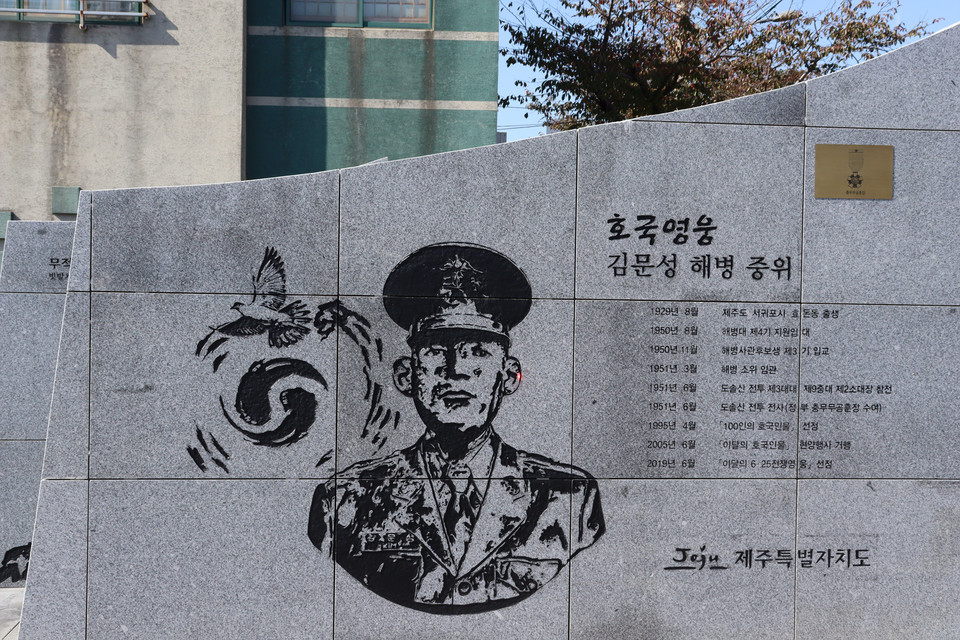 호국영웅
김문성 해병 중위
1929년 8월 제주도 서귀포시 효돈동 출생
1950년 8월 해병대 제4기 지원입대
1950년 11월 해병사관후보생 제3기 입교
1951년 3월 해병 소위 임관
1951년 6월 도솔산 전투 제3대대 제9중대 제2소대장 참전
1951년 6월 도솔산 전투 전사(장부 충무무공훈장 수여)
1995년 4월 「100인의 호국인물」 선정
2005년 6월 「이달의 호국인물」 현양행사 거행
2019년 6월 「이달의 6·25전쟁영웅」 선정
Jeju 제주특별자치도
무적